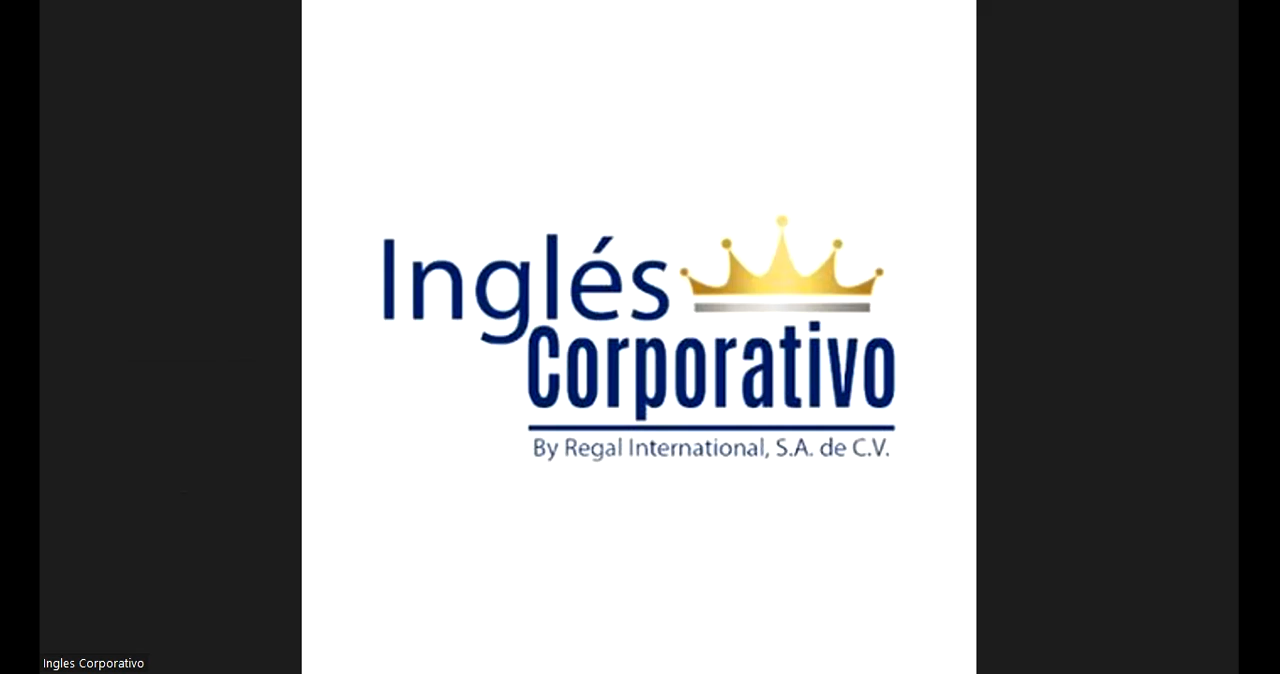 Inglés
Corporativo
By Regal International, S.A. de C.V.
Ingles Corporativo